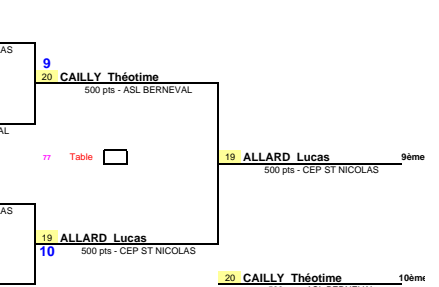 AS
9
20 CAILLY Théotime
500 pts - ASL BERNEVAL
AL
77 Table
19 ALLARD Lucas 9ème
500 pts - CEP ST NICOLAS
AS
19 ALLARD Lucas
10 500 pts - CEP ST NICOLAS
20 CAILLY Théotime 10ème